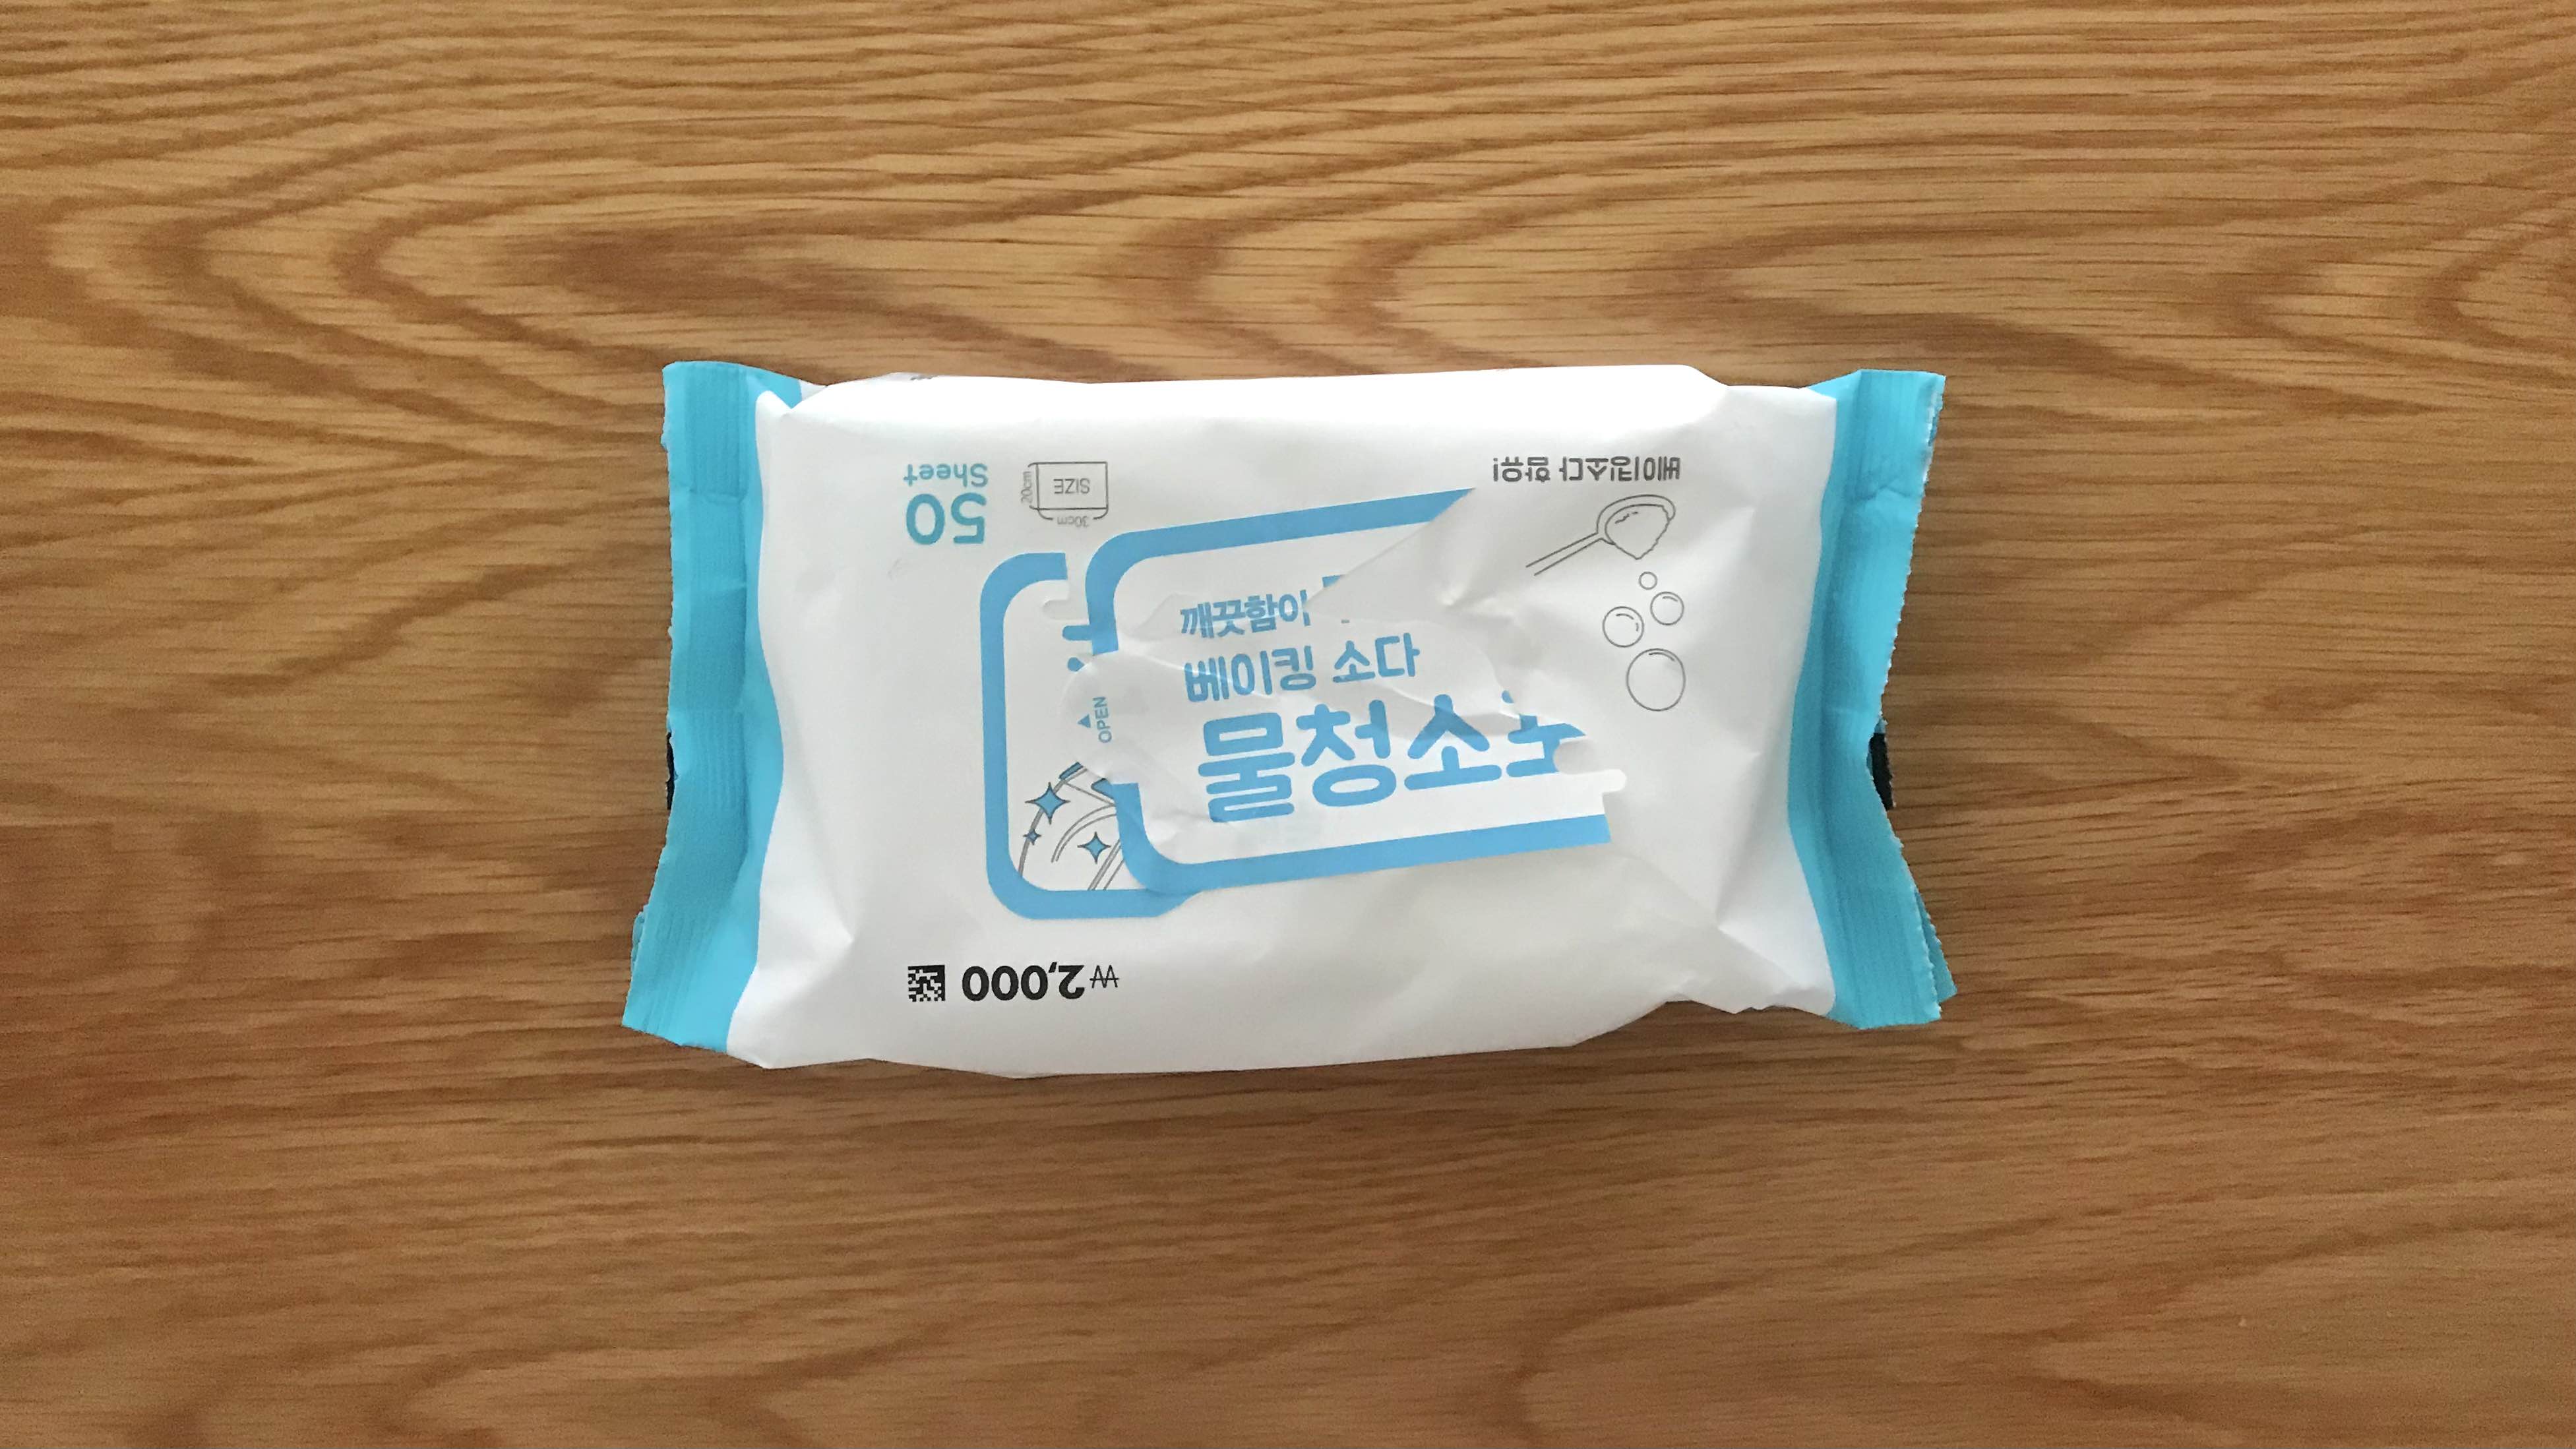 베이킹소다 함유!
50
Sheet
SIZE
30cm
20cm
OPEN
깨끗함이
베이킹 소다
물청소
₩2,000